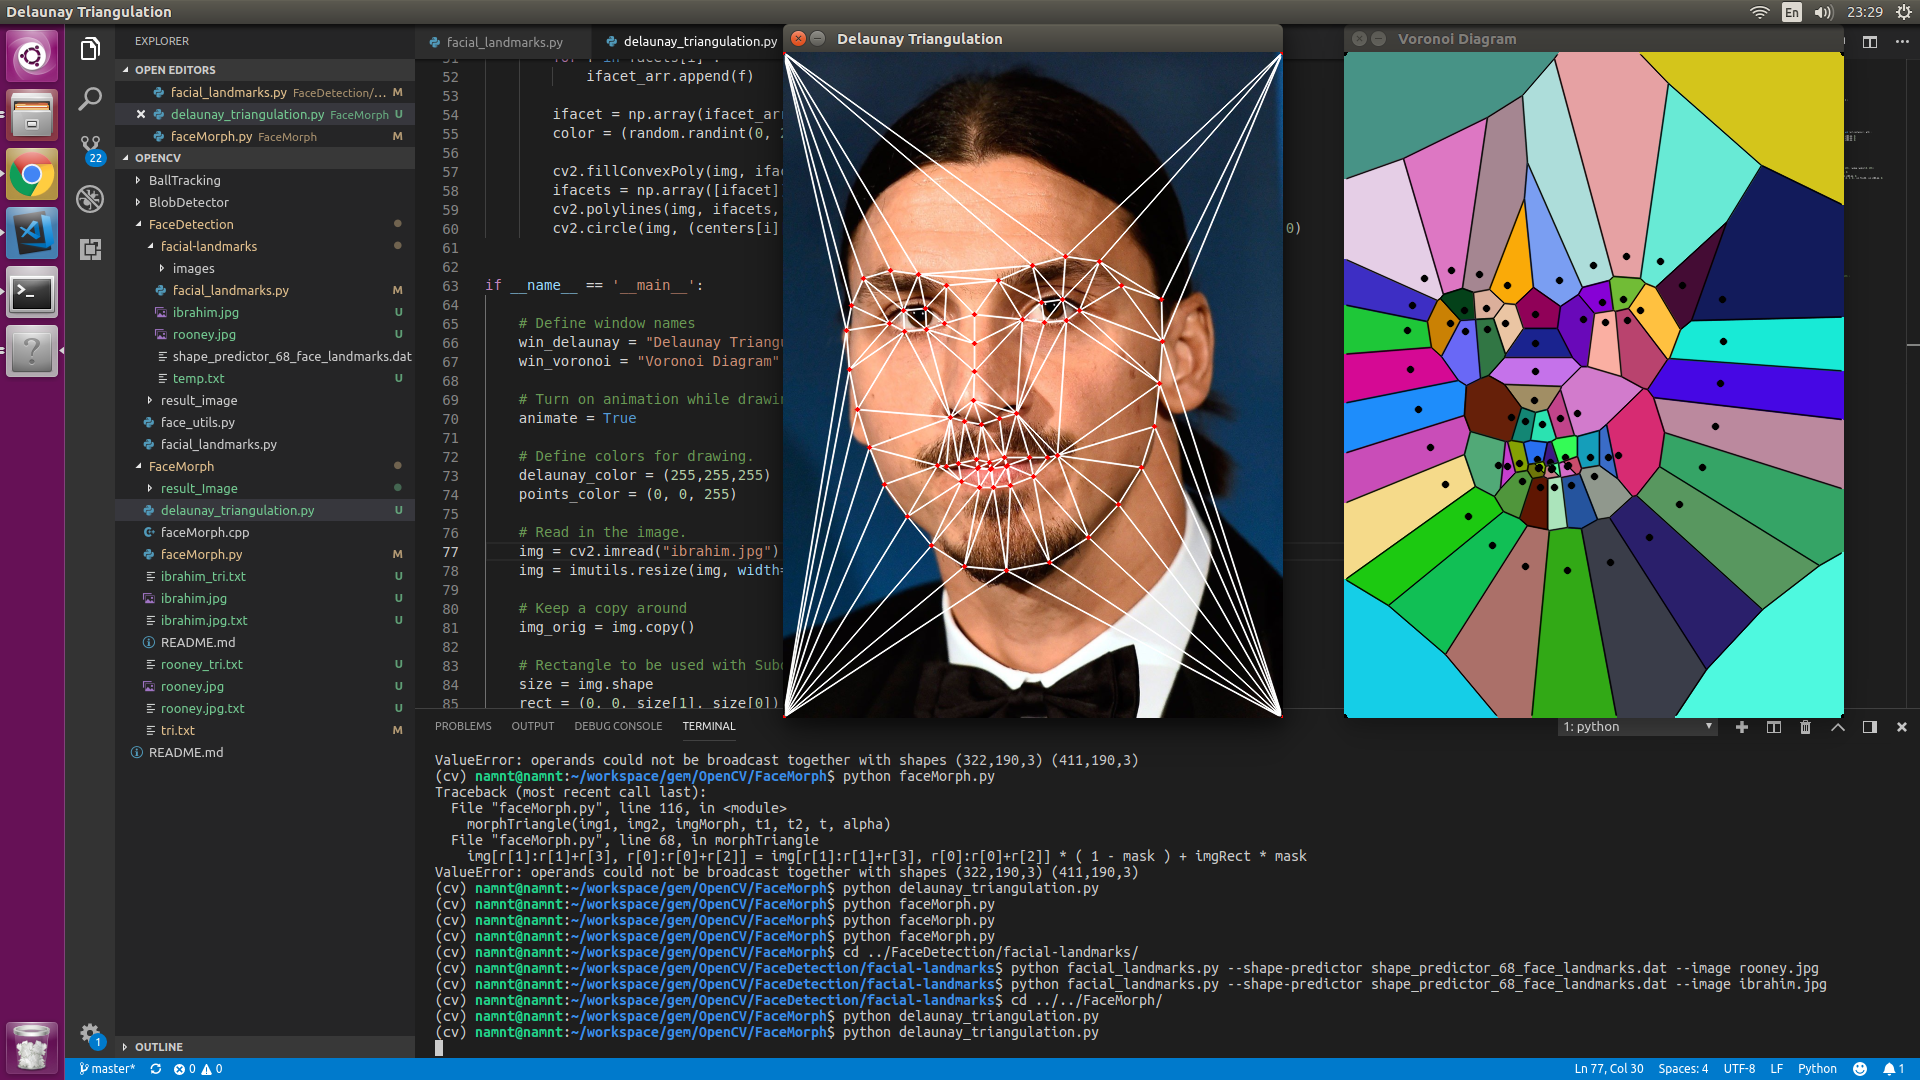 Delaunay Triangulation
En
23:29
EXPLORER
OPEN EDITORS
facial_landmarks.py FaceDetection/... M
delaunay_triangulation.py FaceMorph U
faceMorph.py FaceMorph M
OPENCV
BallTracking
BlobDetector
FaceDetection
facial-landmarks
images
facial_landmarks.py M
ibrahim.jpg U
rooney.jpg U
shape_predictor_68_face_landmarks.dat
temp.txt U
result_image
face_utils.py
facial_landmarks.py
FaceMorph
result_Image
delaunay_triangulation.py U
faceMorph.cpp
faceMorph.py M
ibrahim_tri.txt U
ibrahim.jpg U
ibrahim.jpg.txt U
README.md
rooney_tri.txt U
rooney.jpg U
rooney.jpg.txt U
tri.txt M
README.md
OUTLINE
22
1
facial_landmarks.py
delaunay_triangulation.py
51 for f in facets[i] :
52 ifacet_arr.append(f)
53
54 ifacet = np.array(ifacet_arr
55 color = (random.randint(0, 2
56
57 cv2.fillConvexPoly(img, ifac
58 ifacets = np.array([ifacet]
59 cv2.polylines(img, ifacets,
60 cv2.circle(img, (centers[i] 0)
61
62
63 if __name__ == '__main__':
64
65 # Define window names
66 win_delaunay = "Delaunay Triang
67 win_voronoi = "Voronoi Diagram"
68
69 # Turn on animation while drawin
70 animate = True
71
72 # Define colors for drawing.
73 delaunay_color = (255,255,255)
74 points_color = (0, 0, 255)
75
76 # Read in the image.
77 img = cv2.imread("ibrahim.jpg")
78 img = imutils.resize(img, width=
79
80 # Keep a copy around
81 img_orig = img.copy()
82
83 # Rectangle to be used with Subd
84 size = img.shape
85 rect = (0, 0, size[1], size[0])
Delaunay Triangulation
Voronoi Diagram
PROBLEMS OUTPUT DEBUG CONSOLE TERMINAL
1: python
ValueError: operands could not be broadcast together with shapes (322,190,3) (411,190,3)
(cv) namnt@namnt:~/workspace/gem/OpenCV/FaceMorph$ python faceMorph.py
Traceback (most recent call last):
File "faceMorph.py", line 116, in <module>
morphTriangle(img1, img2, imgMorph, t1, t2, t, alpha)
File "faceMorph.py", line 68, in morphTriangle
img[r[1]:r[1]+r[3], r[0]:r[0]+r[2]] = img[r[1]:r[1]+r[3], r[0]:r[0]+r[2]] * ( 1 - mask ) + imgRect * mask
ValueError: operands could not be broadcast together with shapes (322,190,3) (411,190,3)
(cv) namnt@namnt:~/workspace/gem/OpenCV/FaceMorph$ python delaunay_triangulation.py
(cv) namnt@namnt:~/workspace/gem/OpenCV/FaceMorph$ python faceMorph.py
(cv) namnt@namnt:~/workspace/gem/OpenCV/FaceMorph$ python faceMorph.py
(cv) namnt@namnt:~/workspace/gem/OpenCV/FaceMorph$ python faceMorph.py
(cv) namnt@namnt:~/workspace/gem/OpenCV/FaceMorph$ cd ../FaceDetection/facial-landmarks/
(cv) namnt@namnt:~/workspace/gem/OpenCV/FaceDetection/facial-landmarks$ python facial_landmarks.py --shape-predictor shape_predictor_68_face_landmarks.dat --image rooney.jpg
(cv) namnt@namnt:~/workspace/gem/OpenCV/FaceDetection/facial-landmarks$ python facial_landmarks.py --shape-predictor shape_predictor_68_face_landmarks.dat --image ibrahim.jpg
(cv) namnt@namnt:~/workspace/gem/OpenCV/FaceDetection/facial-landmarks$ cd ../../FaceMorph/
(cv) namnt@namnt:~/workspace/gem/OpenCV/FaceMorph$ python delaunay_triangulation.py
(cv) namnt@namnt:~/workspace/gem/OpenCV/FaceMorph$ python delaunay_triangulation.py
master* 0 0
Ln 77, Col 30 Spaces: 4 UTF-8 LF Python 1